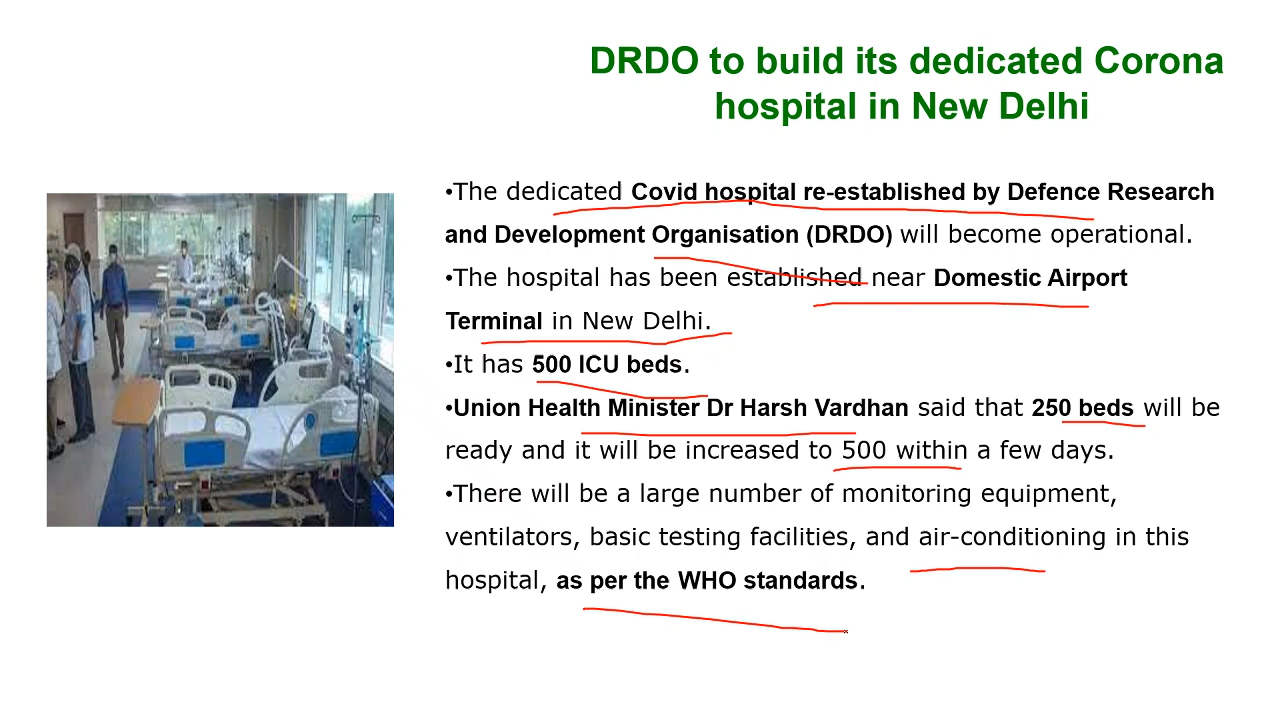 DRDO to build its dedicated Corona
hospital in New Delhi
•The dedicated Covid hospital re-established by Defence Research
and Development Organisation (DRDO) will become operational.
•The hospital has been established near Domestic Airport
Terminal in New Delhi.
•It has 500 ICU beds.
•Union Health Minister Dr Harsh Vardhan said that 250 beds will be
ready and it will be increased to 500 within a few days.
•There will be a large number of monitoring equipment,
ventilators, basic testing facilities, and air-conditioning in this
hospital, as per the WHO standards.